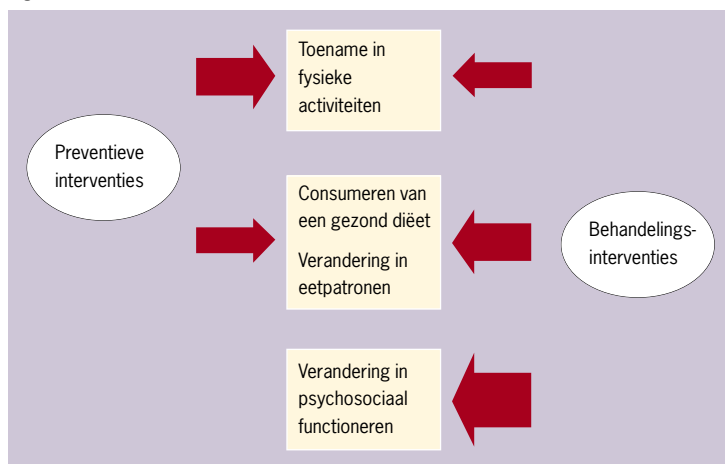 Toename in
fysieke
activiteiten
Preventieve
interventies
Consumeren van
een gezond diëet
Verandering in
eetpatronen
Behandelings-
interventies
Verandering in
psychosociaal
functioneren